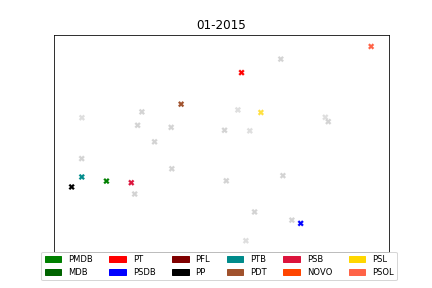 01-2015
PMDB PT PFL PTB PSB PSL
MDB PSDB PP PDT NOVO PSOL